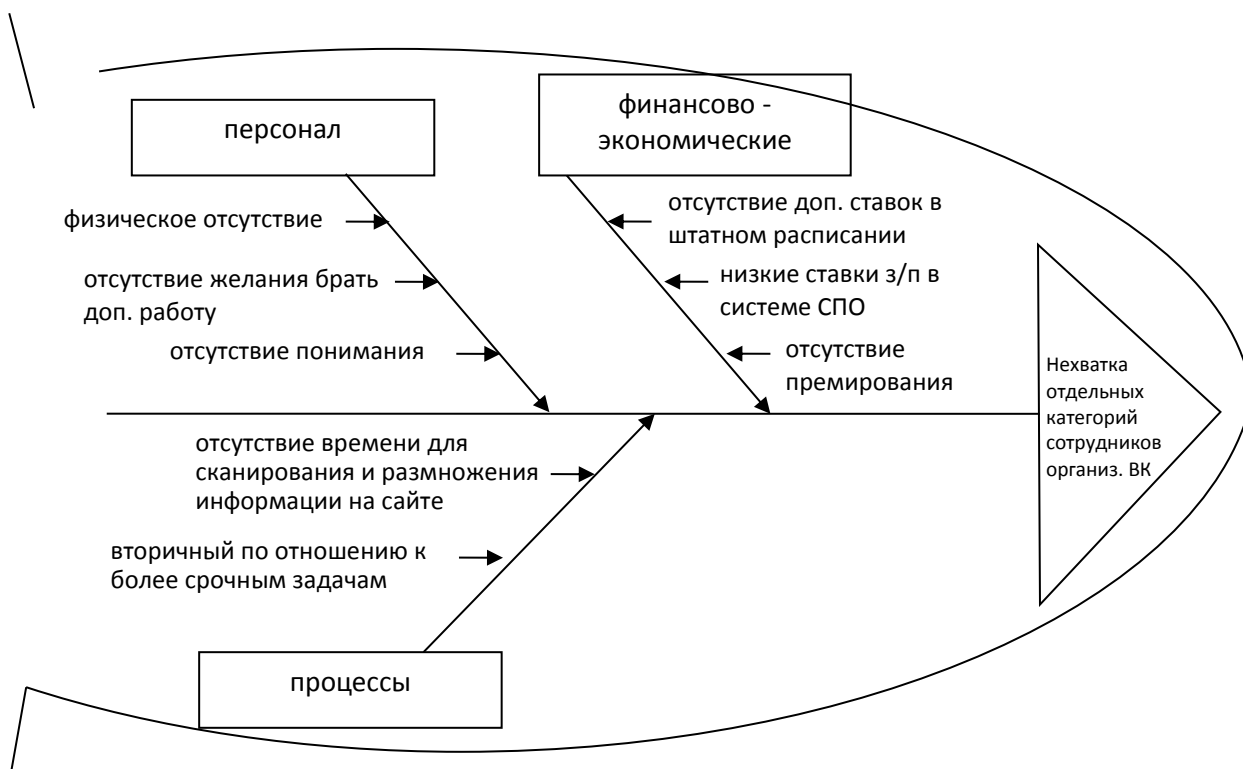 персонал
финансово -
экономические
физическое отсутствие
отсутствие желания брать
доп. работу
отсутствие понимания
отсутствие доп. ставок в
штатном расписании
низкие ставки з/п в
системе СПО
отсутствие
премирования
Нехватка
отдельных
категорий
сотрудников
организ. ВК
отсутствие времени для
сканирования и размножения
информации на сайте
вторичный по отношению к
более срочным задачам
процессы